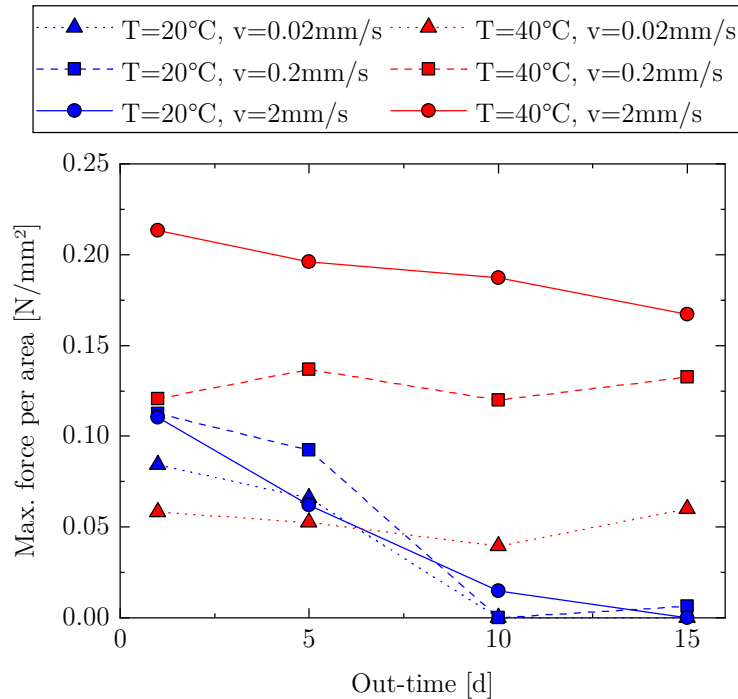 T=20°C, v=0.02mm/s T=40°C, v=0.02mm/s
T=20°C, v=0.2mm/s T=40°C, v=0.2mm/s
T=20°C, v=2mm/s T=40°C, v=2mm/s
Max. force per area [N/mm²]
0.25
0.20
0.15
0.10
0.05
0.00
0 5 10 15
Out-time [d]